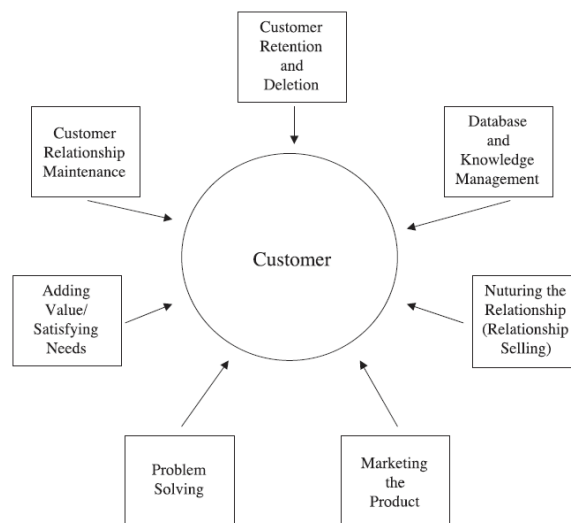 Customer
Retention
and
Deletion
Customer
Relationship
Maintenance
Database
and
Knowledge
Management
Customer
Adding
Value/
Satisfying
Needs
Nuturing the
Relationship
(Relationship
Selling)
Problem
Solving
Marketing
the
Product